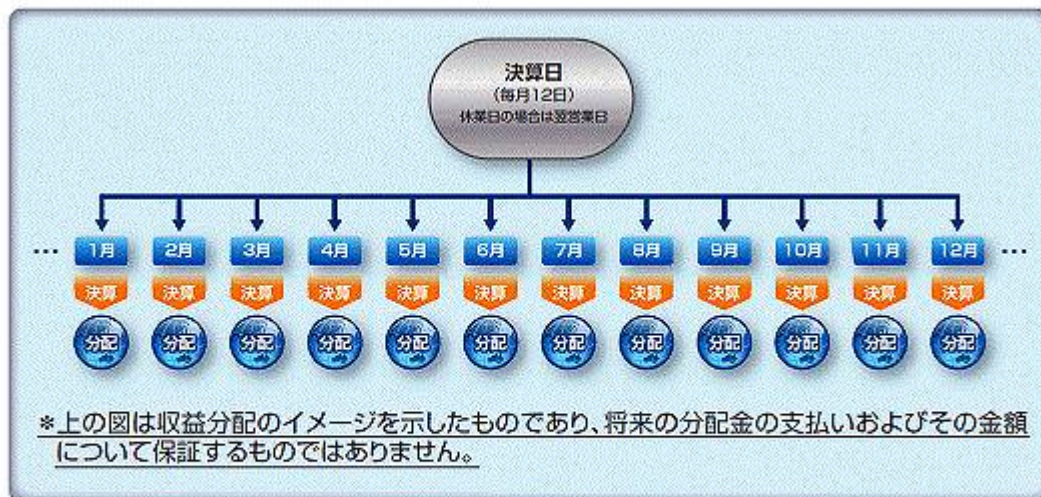 決算日
(毎月12日)
休業日の場合は翌営業日
… 1月 2月 3月 4月 5月 6月 7月 8月 9月 10月 11月 12月 …
決算 決算 決算 決算 決算 決算 決算 決算 決算 決算 決算 決算
分配 分配 分配 分配 分配 分配 分配 分配 分配 分配 分配 分配
*上の図は収益分配のイメージを示したものであり、将来の分配金の支払いおよびその金額
について保証するものではありません。